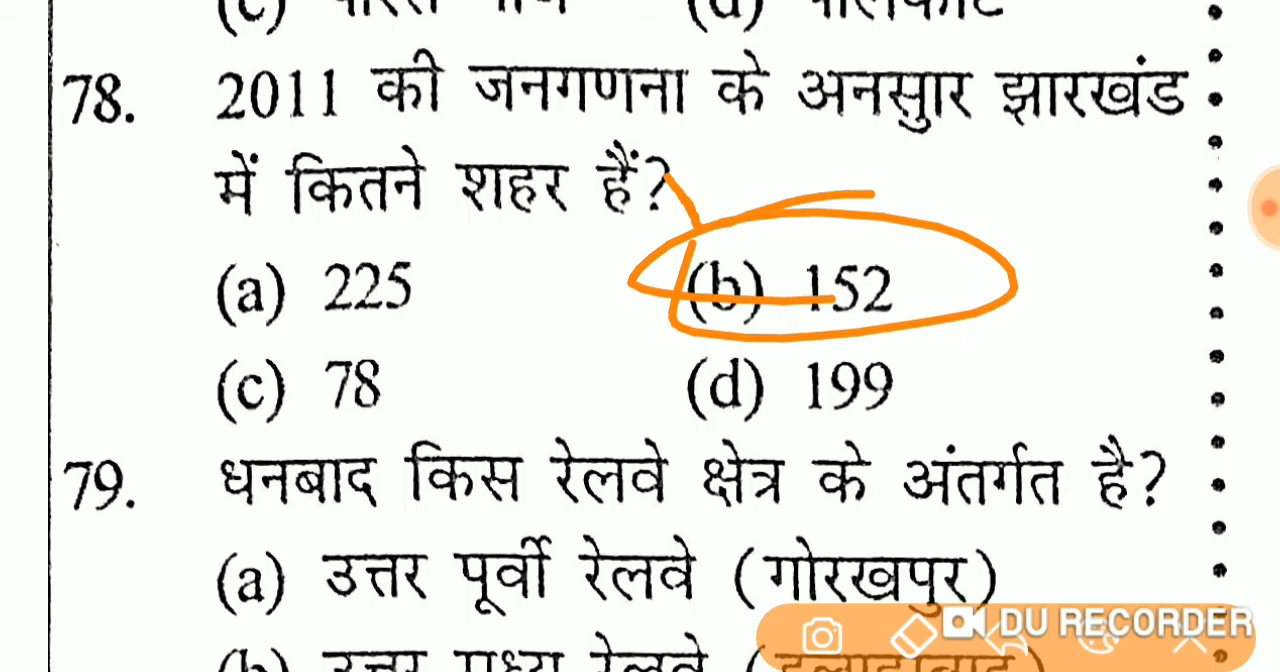 78. 2011 की जनगणना के अनसुार झारखंड
में कितने शहर हैं?
(a) 225 (b) 152
(c) 78 (d) 199
79. धनबाद किस रेलवे क्षेत्र के अंतर्गत है?
(a) उत्तर पूर्वी रेलवे (गोरखपुर)
DU RECORDER